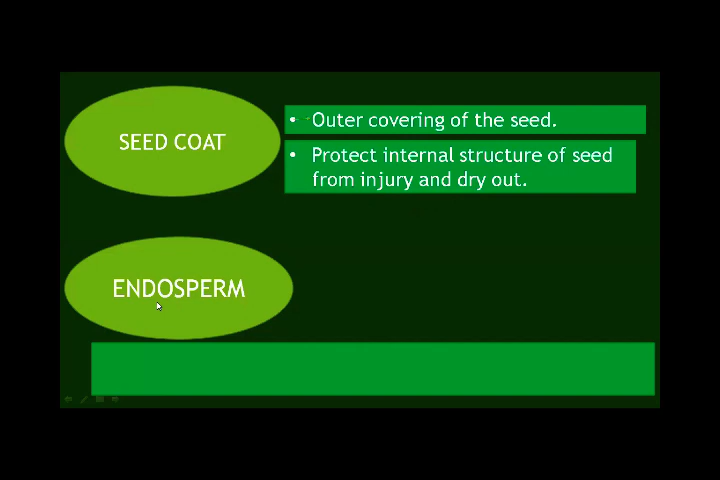 SEED COAT
• Outer covering of the seed.
• Protect internal structure of seed
from injury and dry out.
ENDOSPERM